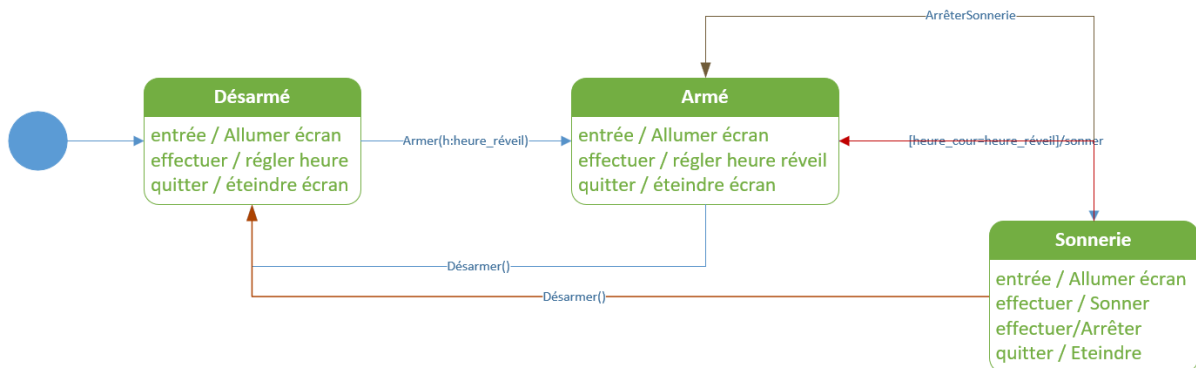 ArrêterSonnerie
Désarmé
entrée / Allumer écran
effectuer / régler heure
quitter / éteindre écran
Armer(h:heure_réveil)
Armé
entrée / Allumer écran
effectuer / régler heure réveil
quitter / éteindre écran
[heure_cour=heure_réveil]/sonner
Désarmer()
Désarmer()
Sonnerie
entrée / Allumer écran
effectuer / Sonner
effectuer/Arrêter
quitter / Eteindre